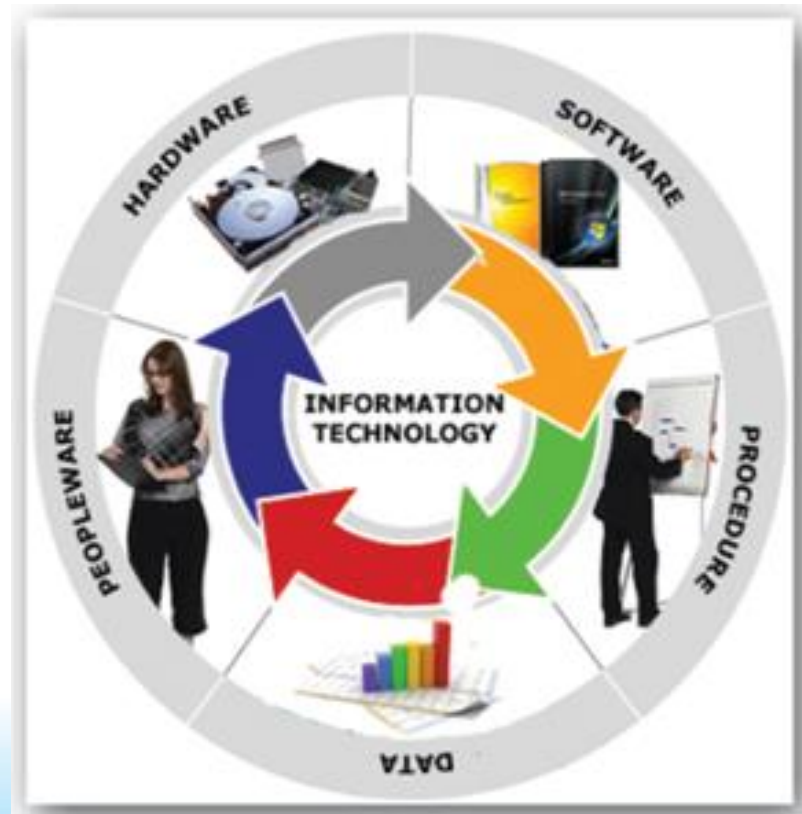 HARDWARE
SOFTWARE
PROCEDURE
DATA
PEOPLEWARE
INFORMATION
TECHNOLOGY